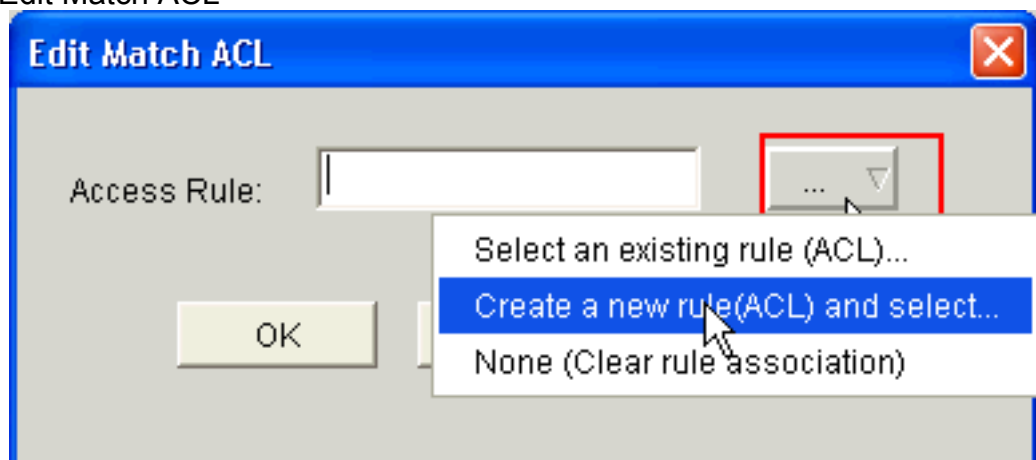 Edit Match ACL
Edit Match ACL
Access Rule:
...
Select an existing rule (ACL)...
Create a new rule(ACL) and select...
OK
None (Clear rule association)